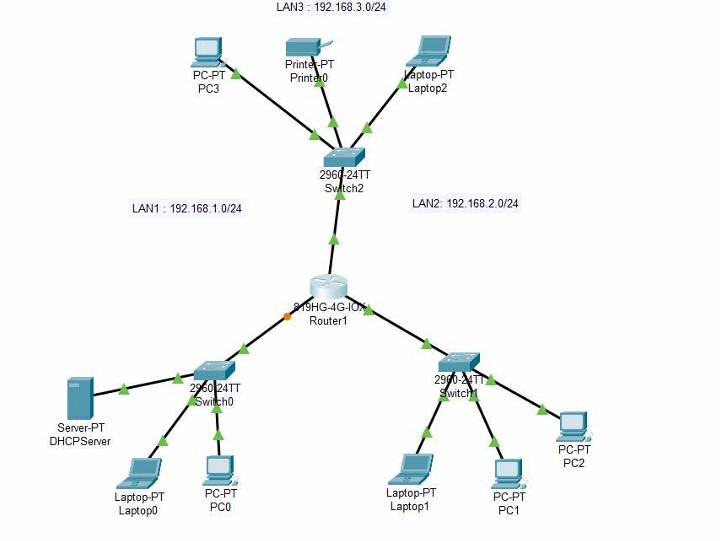 LAN3 : 192.168.3.0/24
PC-PT
PC3
Printer-PT
Printer0
Laptop-PT
Laptop2
2960-24TT
Switch2
LAN1 : 192.168.1.0/24
LAN2: 192.168.2.0/24
819HG-4G-IOX
Router1
2960-24TT
Switch0
2960-24TT
Switch1
Server-PT
DHCPServer
Laptop-PT
Laptop0
PC-PT
PC0
Laptop-PT
Laptop1
PC-PT
PC1
PC-PT
PC2